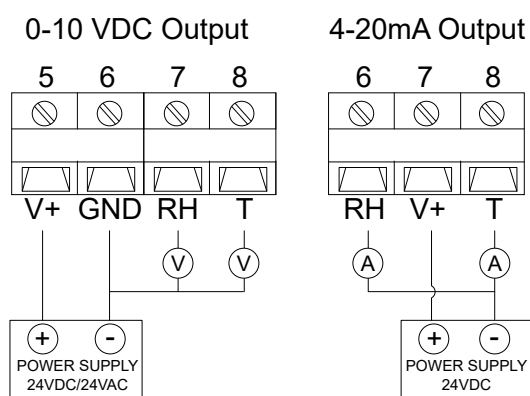 0-10 VDC Output
5 6 7 8
V+ GND RH T
V V
+ -
POWER SUPPLY
24VDC/24VAC
4-20mA Output
6 7 8
RH V+ T
A A
+ -
POWER SUPPLY
24VDC